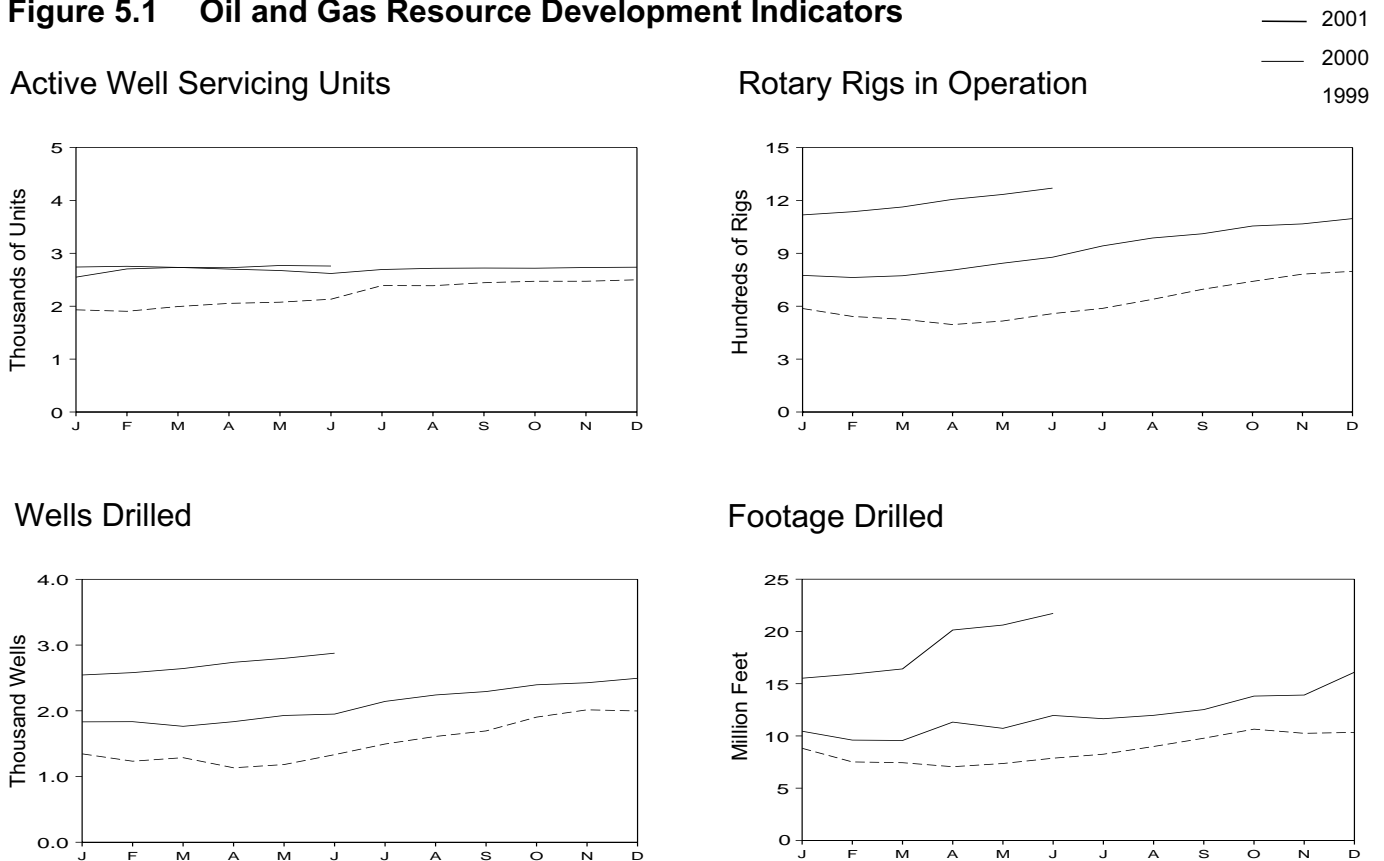 Figure 5.1 Oil and Gas Resource Development Indicators
2001
2000
1999
Active Well Servicing Units
Thousands of Units
5
4
3
2
1
0
J F M A M J J A S O N D
Rotary Rigs in Operation
Hundreds of Rigs
15
12
9
6
3
0
J F M A M J J A S O N D
Wells Drilled
Thousand Wells
4.0
3.0
2.0
1.0
0.0
J F M A M J J A S O N D
Footage Drilled
Million Feet
25
20
15
10
5
0
J F M A M J J A S O N D